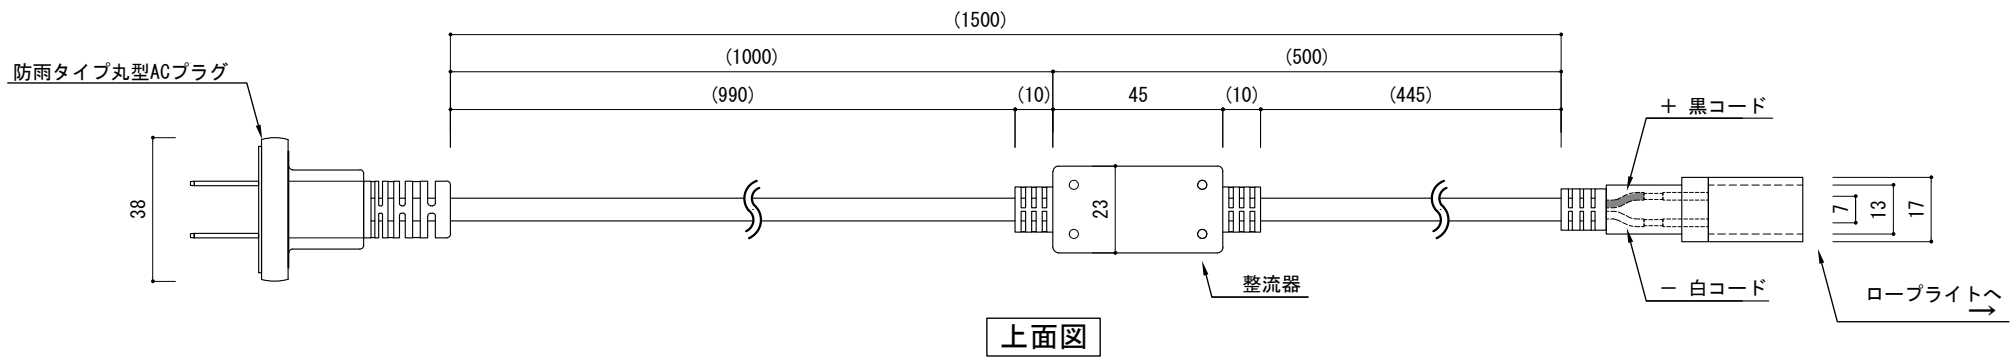 (1500)
(1000)
(500)
防雨タイプ丸型ACプラグ
(990)
(10)
45
(10)
(445)
+ 黒コード
38
23
7
13
17
整流器
- 白コード
ロープライトへ
→
上面図